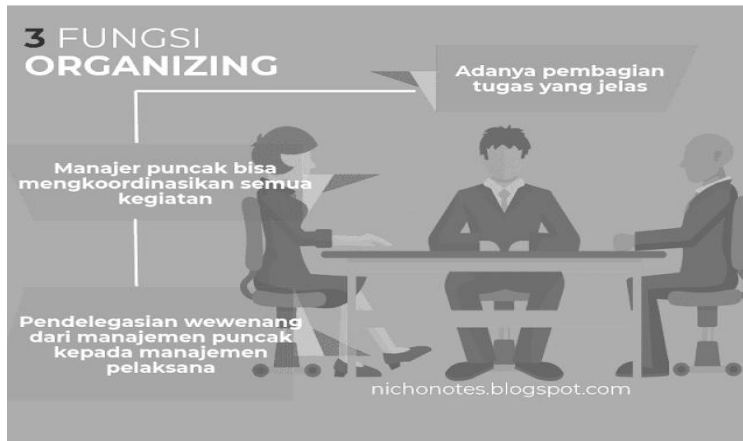 3 FUNGSI
ORGANIZING
Adanya pembagian
tugas yang jelas
Manajer puncak bisa
mengkoordinasikan semua
kegiatan
Pendelegasian wewenang
dari manajemen puncak
kepada manajemen
pelaksana
nichonotes.blogspot.com